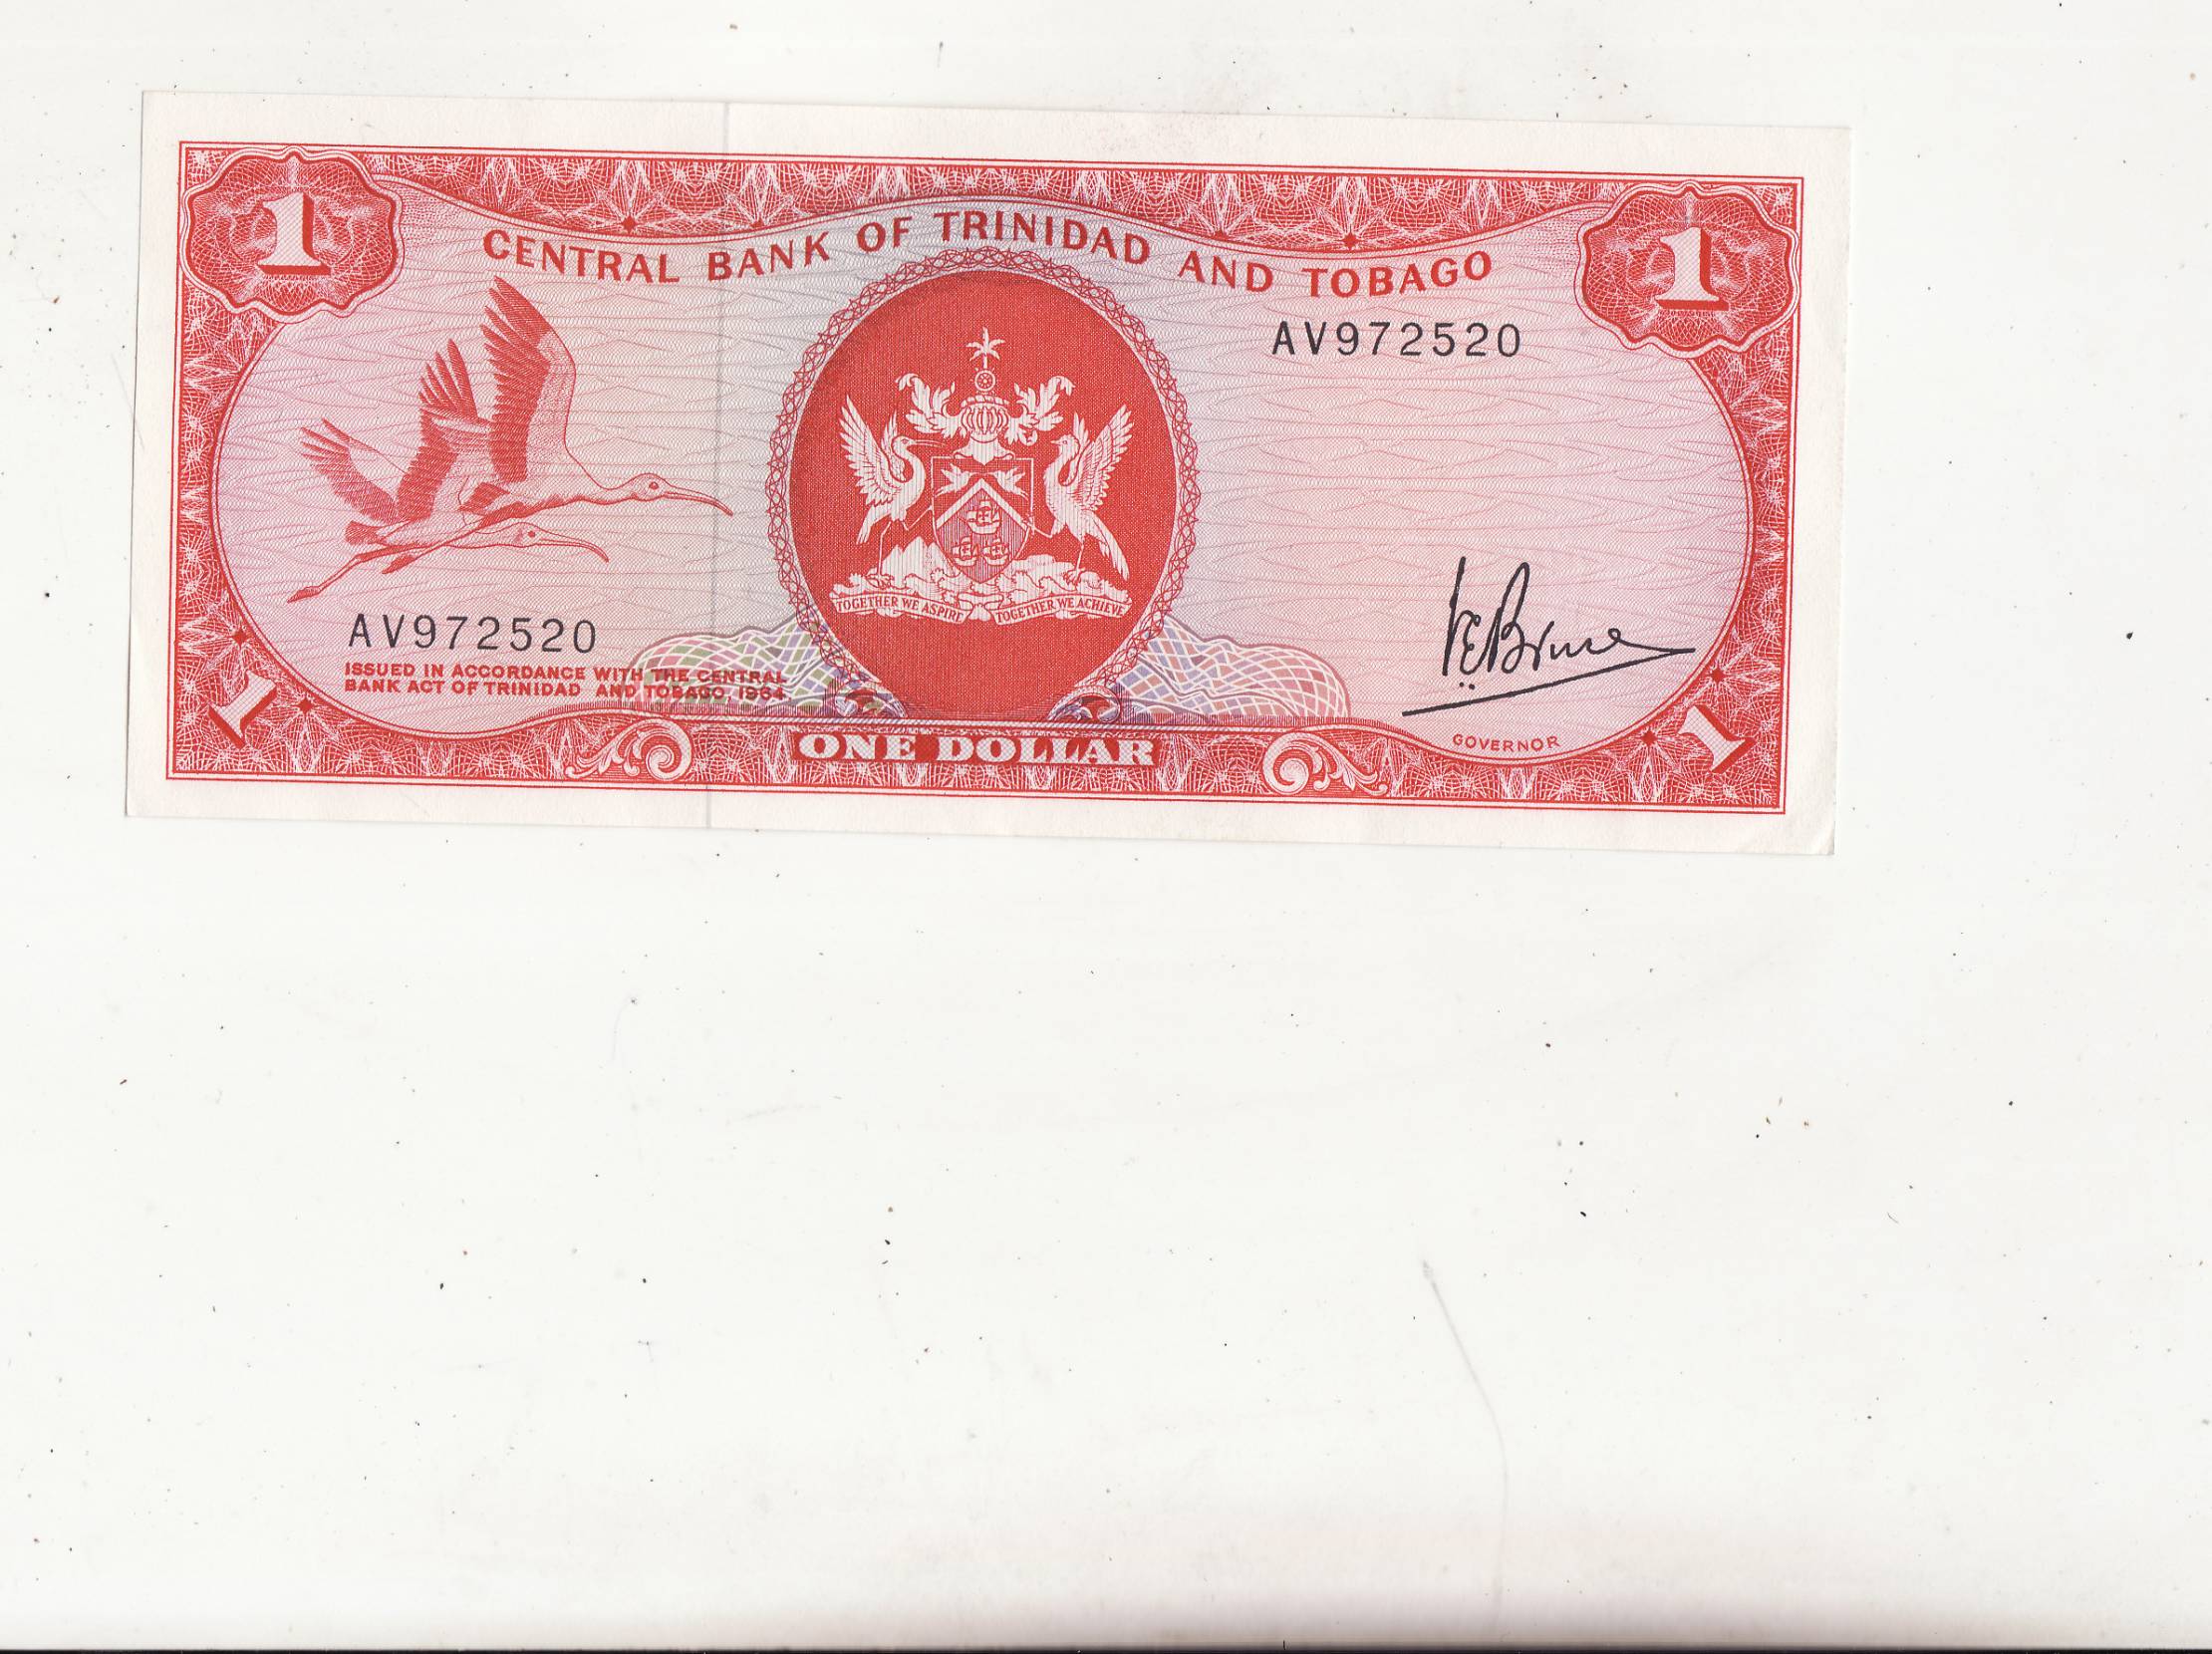 1
1
CENTRAL BANK OF TRINIDAD AND TOBAGO
AV972520
TOGETHER WE ASPIRE TOGETHER WE ACHIEVE
AV972520
ISSUED IN ACCORDANCE WITH THE CENTRAL
BANK ACT OF TRINIDAD AND TOBAGO, 1964
VEBruce
GOVERNOR
1
ONE DOLLAR
1